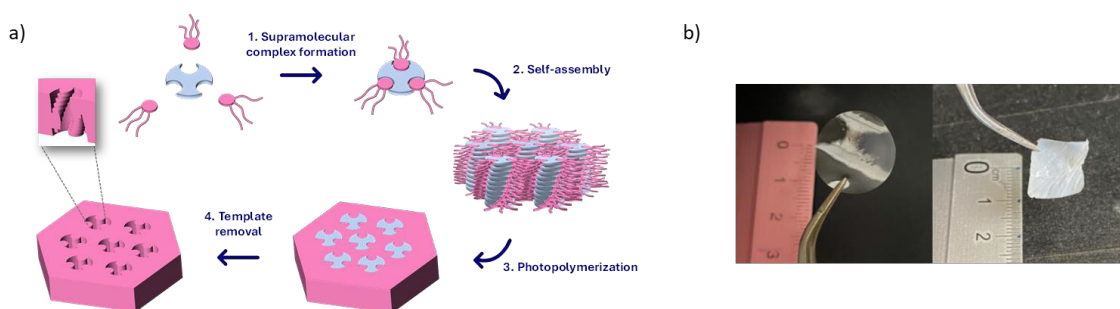 a)
1. Supramolecular
complex formation
2. Self-assembly
3. Photopolymerization
4. Template
removal
b)
0
1
2
3
0
cm
1
2